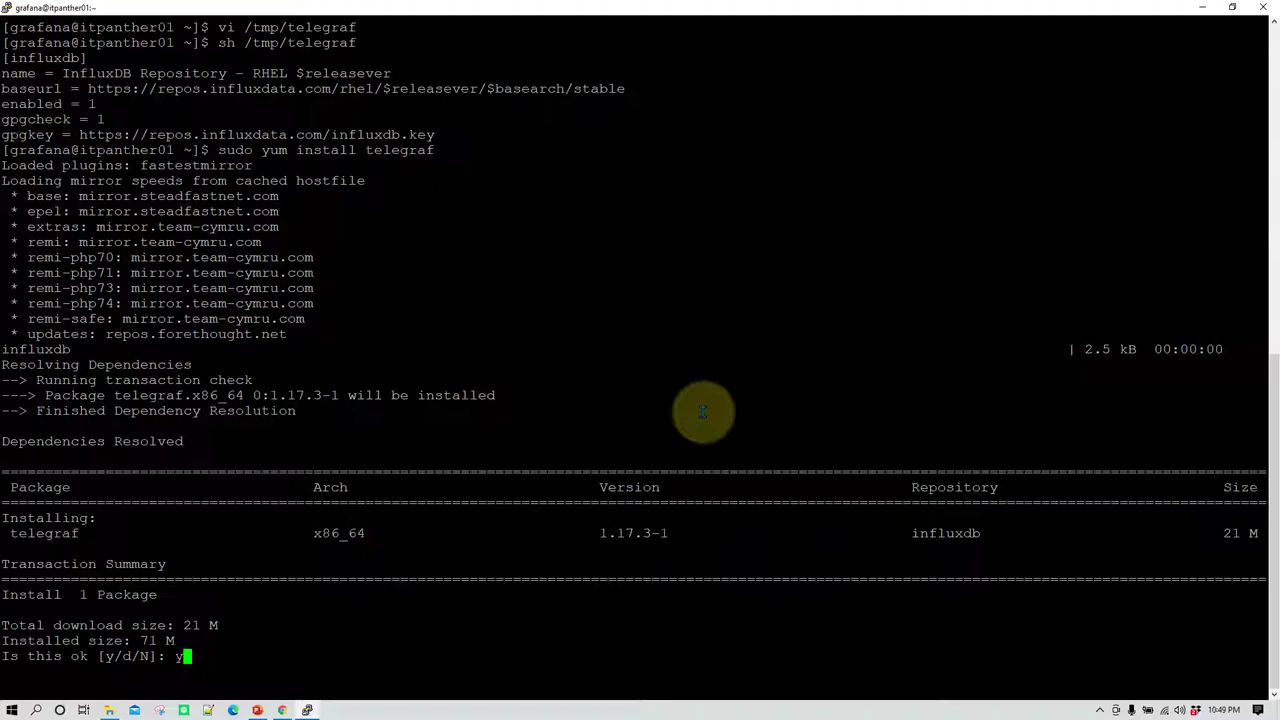 grafana@itpanther01:~
[grafana@itpanther01 ~]$ vi /tmp/telegraf
[grafana@itpanther01 ~]$ sh /tmp/telegraf
[influxdb]
name = InfluxDB Repository - RHEL $releasever
baseurl = https://repos.influxdata.com/rhel/$releasever/$basearch/stable
enabled = 1
gpgcheck = 1
gpgkey = https://repos.influxdata.com/influxdb.key
[grafana@itpanther01 ~]$ sudo yum install telegraf
Loaded plugins: fastestmirror
Loading mirror speeds from cached hostfile
 * base: mirror.steadfastnet.com
 * epel: mirror.steadfastnet.com
 * extras: mirror.team-cymru.com
 * remi: mirror.team-cymru.com
 * remi-php70: mirror.team-cymru.com
 * remi-php71: mirror.team-cymru.com
 * remi-php73: mirror.team-cymru.com
 * remi-php74: mirror.team-cymru.com
 * remi-safe: mirror.team-cymru.com
 * updates: repos.forethought.net
influxdb | 2.5 kB 00:00:00
Resolving Dependencies
--> Running transaction check
---> Package telegraf.x86_64 0:1.17.3-1 will be installed
--> Finished Dependency Resolution
Dependencies Resolved
Package Arch Version Repository Size
Installing:
 telegraf x86_64 1.17.3-1 influxdb 21 M
Transaction Summary
Install 1 Package
Total download size: 21 M
Installed size: 71 M
Is this ok [y/d/N]: y
10:49 PM